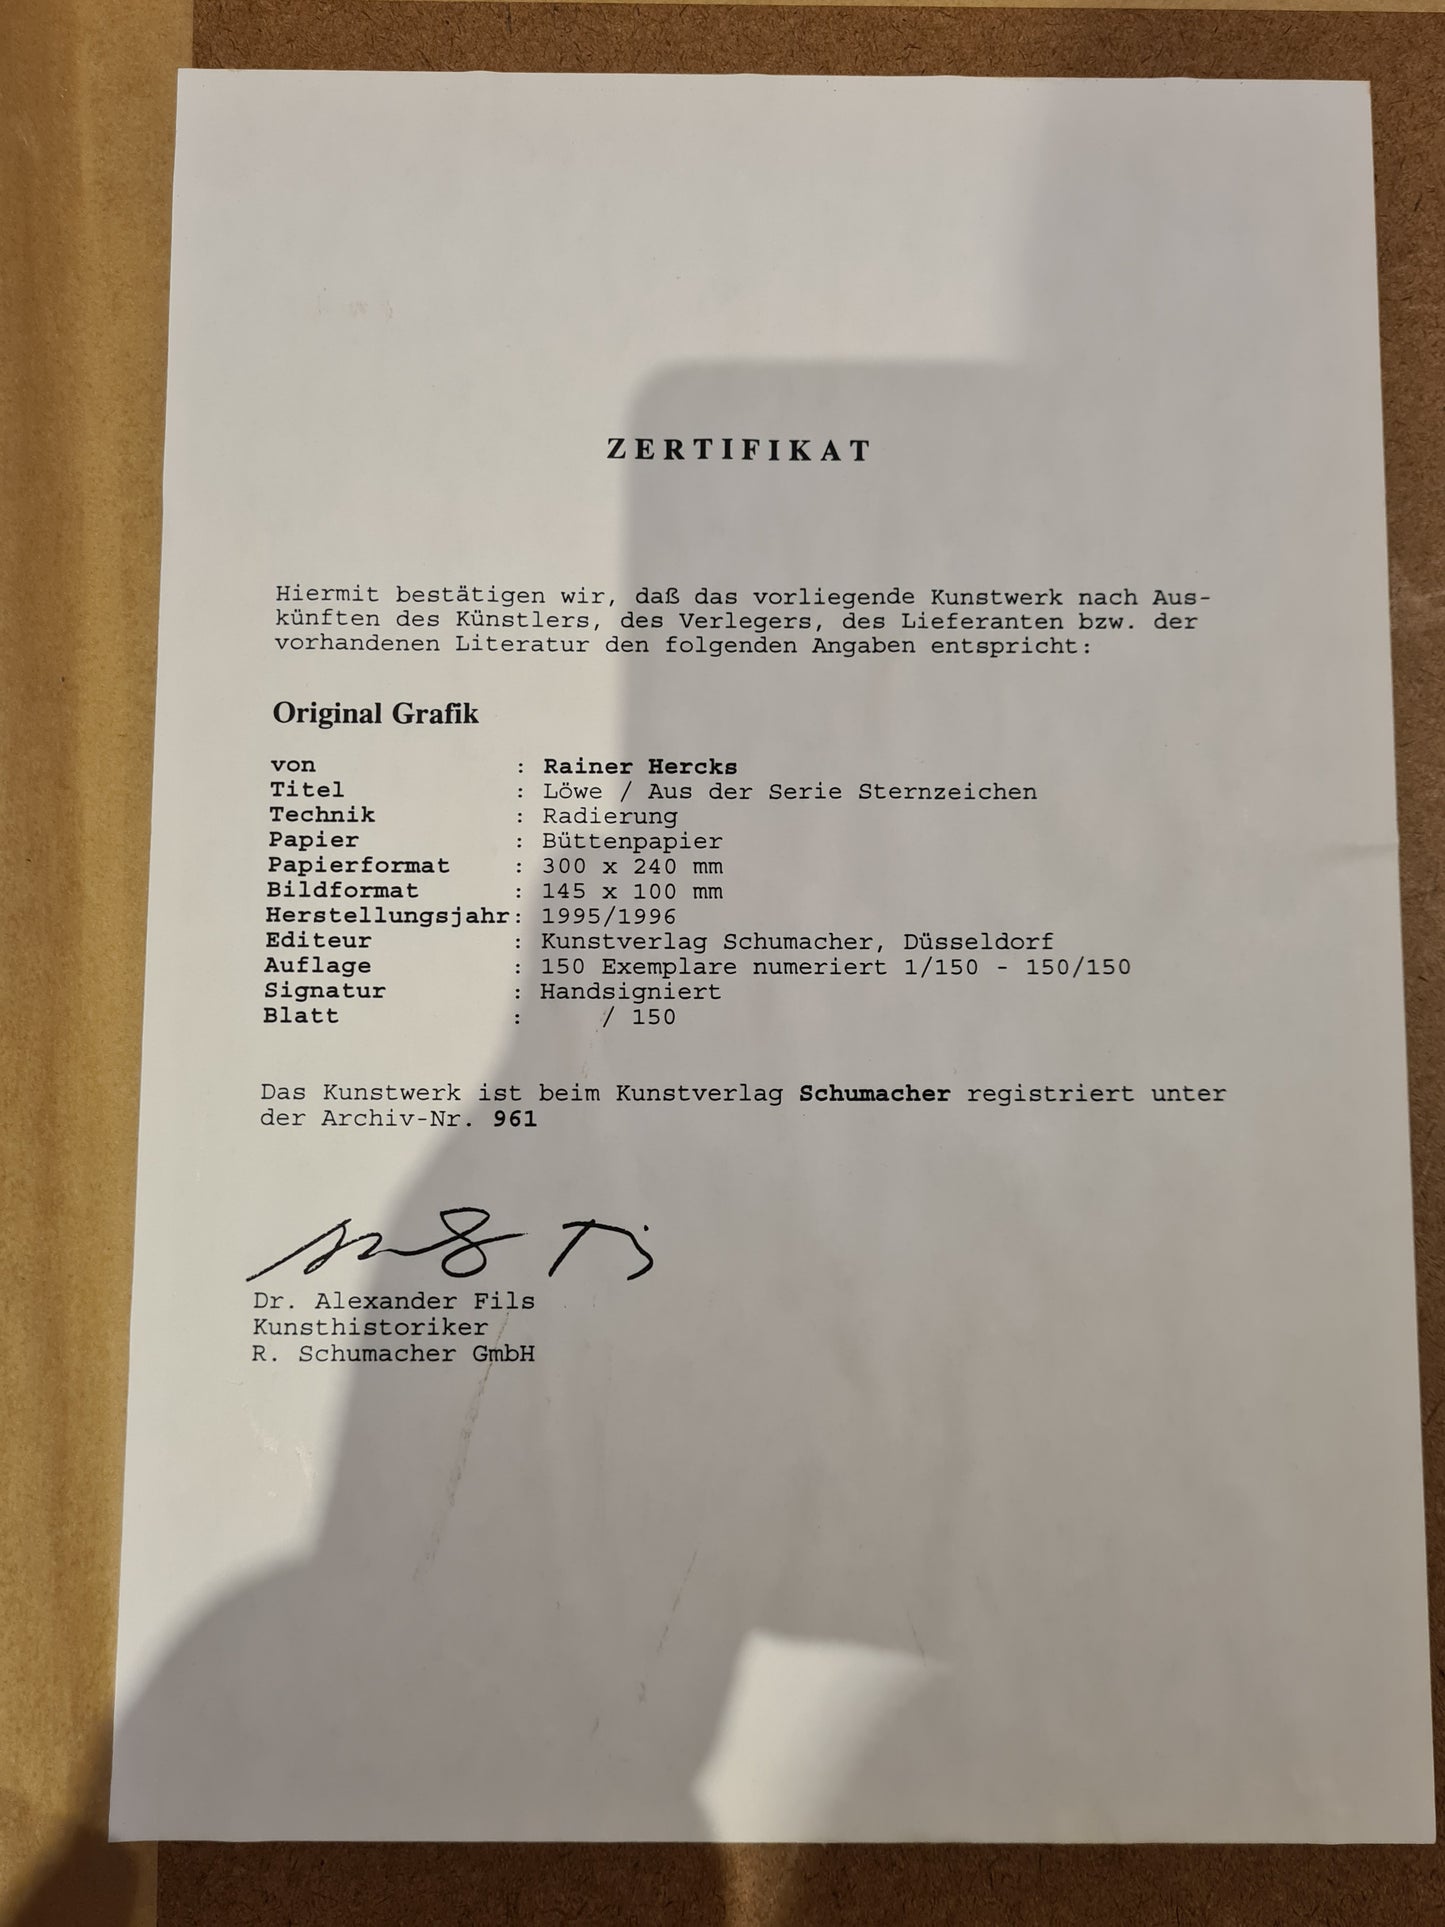 ZERTIFIKAT
Hiermit bestätigen wir, daß das vorliegende Kunstwerk nach Aus-
künften des Künstlers, des Verlegers, des Lieferanten bzw. der
vorhandenen Literatur den folgenden Angaben entspricht:
Original Grafik
von : Rainer Hercks
Titel : Löwe / Aus der Serie Sternzeichen
Technik : Radierung
Papier : Büttenpapier
Papierformat : 300 x 240 mm
Bildformat : 145 x 100 mm
Herstellungsjahr: 1995/1996
Editeur : Kunstverlag Schumacher, Düsseldorf
Auflage : 150 Exemplare numeriert 1/150 - 150/150
Signatur : Handsigniert
Blatt : / 150
Das Kunstwerk ist beim Kunstverlag Schumacher registriert unter
der Archiv-Nr. 961
Dr. Alexander Fils
Kunsthistoriker
R. Schumacher GmbH